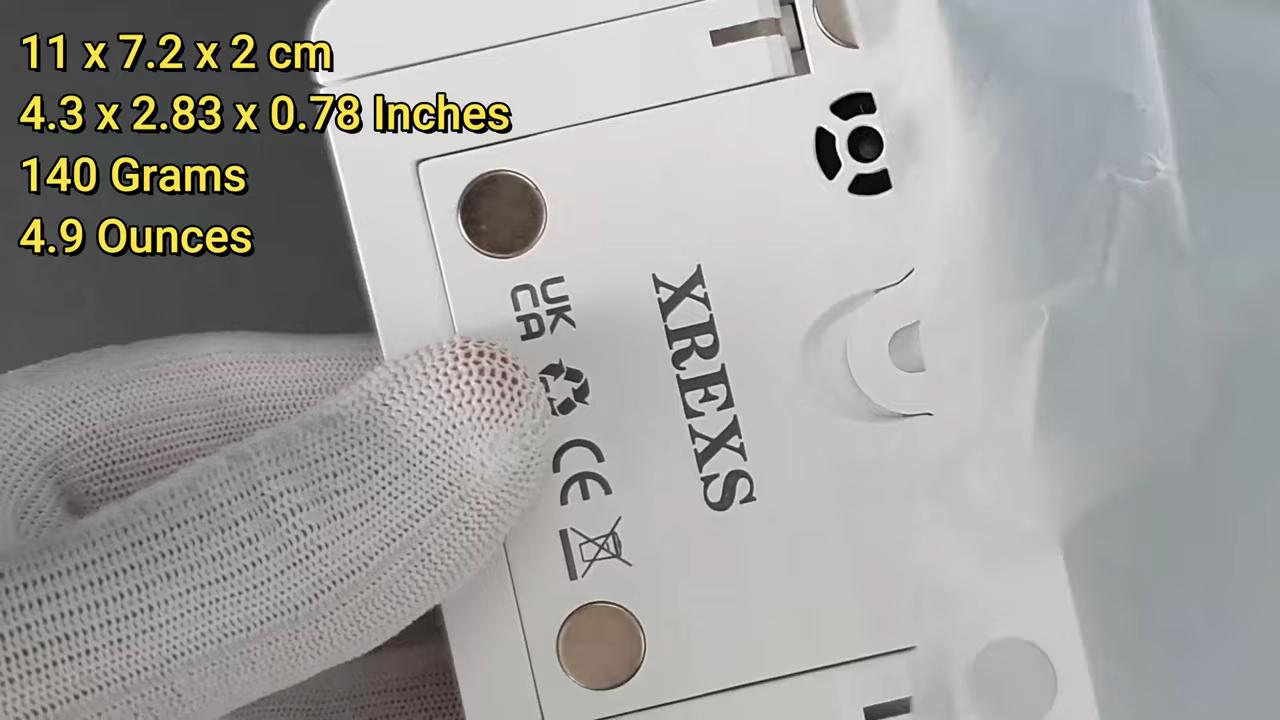 11 x 7.2 x 2 cm
4.3 x 2.83 x 0.78 Inches
140 Grams
4.9 Ounces
XREXS
UK
CA
CE